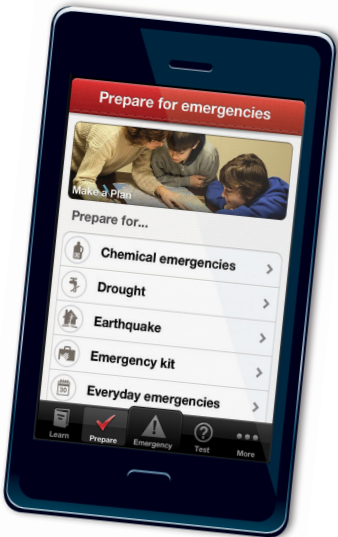 Prepare for emergencies
Make a Plan
Prepare for...
Chemical emergencies
Drought
Earthquake
Emergency kit
30
Everyday emergencies
Learn
Prepare
Emergency
Test
More